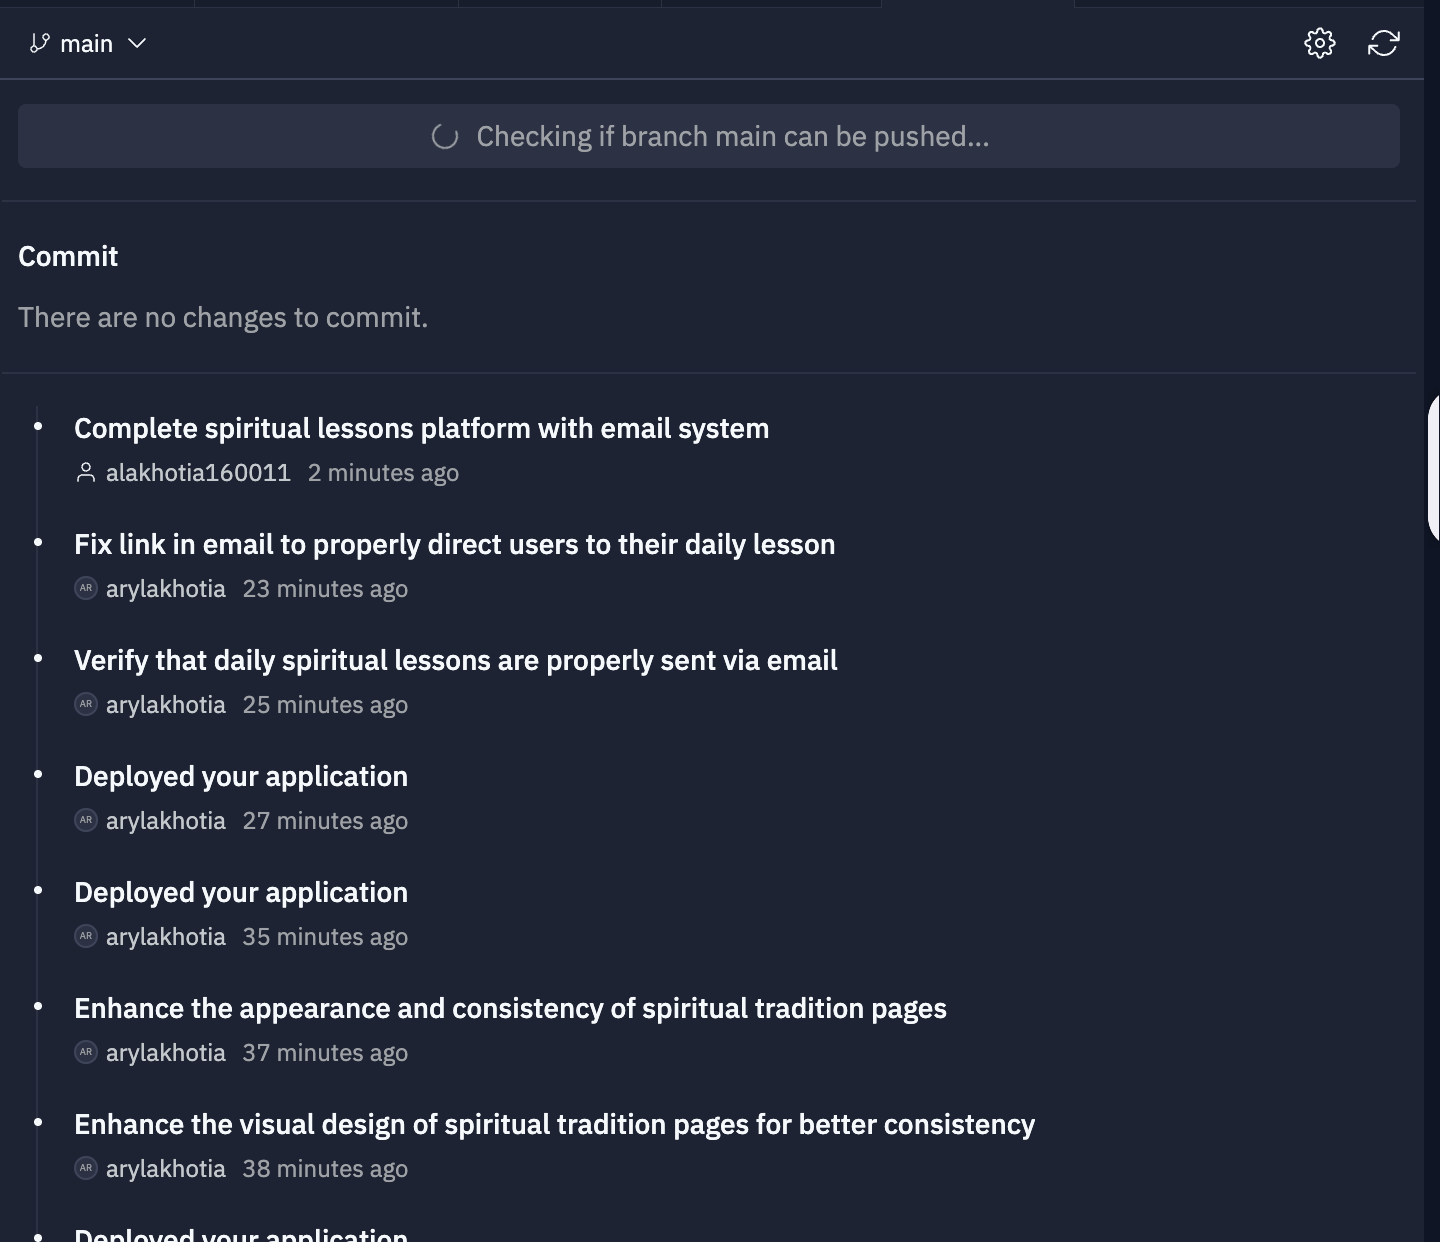 main
Checking if branch main can be pushed...
Commit
There are no changes to commit.
Complete spiritual lessons platform with email system
alakhotia160011 2 minutes ago
Fix link in email to properly direct users to their daily lesson
AR arylakhotia 23 minutes ago
Verify that daily spiritual lessons are properly sent via email
AR arylakhotia 25 minutes ago
Deployed your application
AR arylakhotia 27 minutes ago
Deployed your application
AR arylakhotia 35 minutes ago
Enhance the appearance and consistency of spiritual tradition pages
AR arylakhotia 37 minutes ago
Enhance the visual design of spiritual tradition pages for better consistency
AR arylakhotia 38 minutes ago
Deployed your application